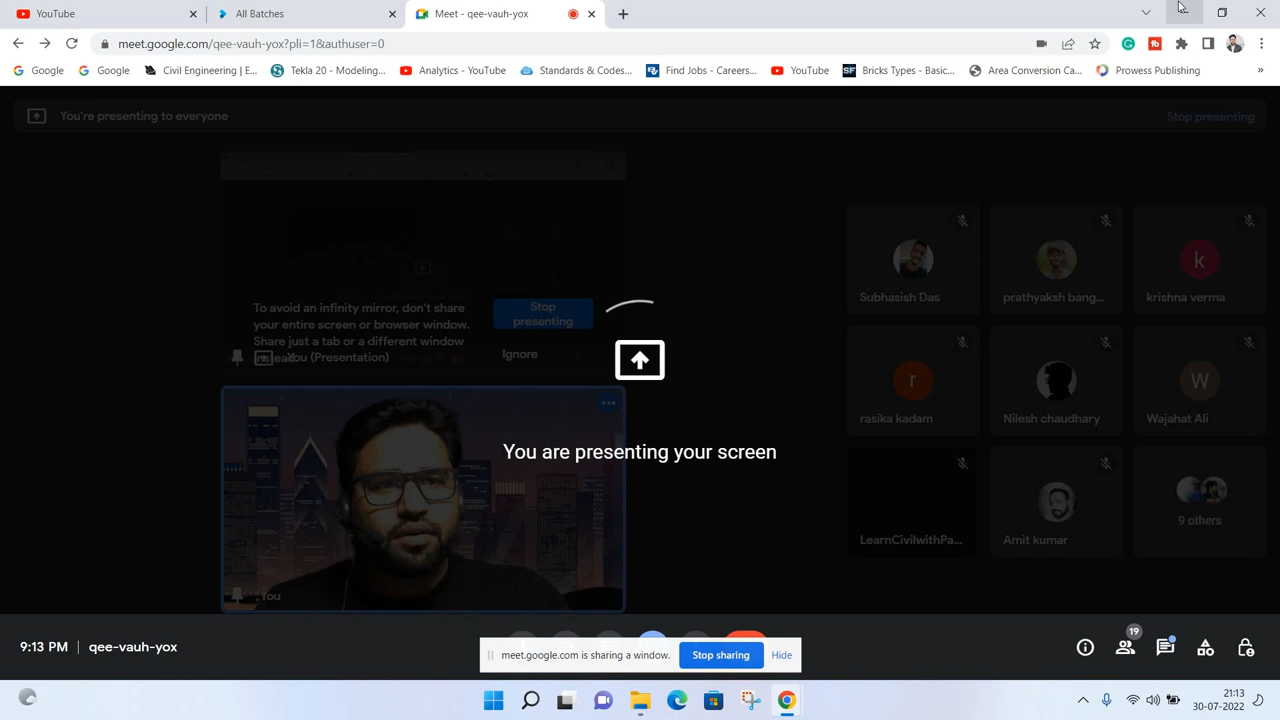 YouTube
All Batches
Meet - qee-vauh-yox
meet.google.com/qee-vauh-yox?pli=1&authuser=0
Google
Google
Civil Engineering | E...
Tekla 20 - Modeling...
Analytics - YouTube
Standards & Codes...
Find Jobs - Careers...
YouTube
Bricks Types - Basic...
Area Conversion Ca...
Prowess Publishing
»
You're presenting to everyone
Stop presenting
To avoid an infinity mirror, don't share
your entire screen or browser window.
Share just a tab or a different window
instead.
Stop
presenting
Ignore
You (Presentation)
You are presenting your screen
You
Subhasish Das
prathyaksh bang...
k
krishna verma
r
rasika kadam
Nilesh chaudhary
W
Wajahat Ali
LearnCivilwithPa...
Amit kumar
9 others
9:13 PM | qee-vauh-yox
meet.google.com is sharing a window.
Stop sharing
Hide
19
21:13
30-07-2022